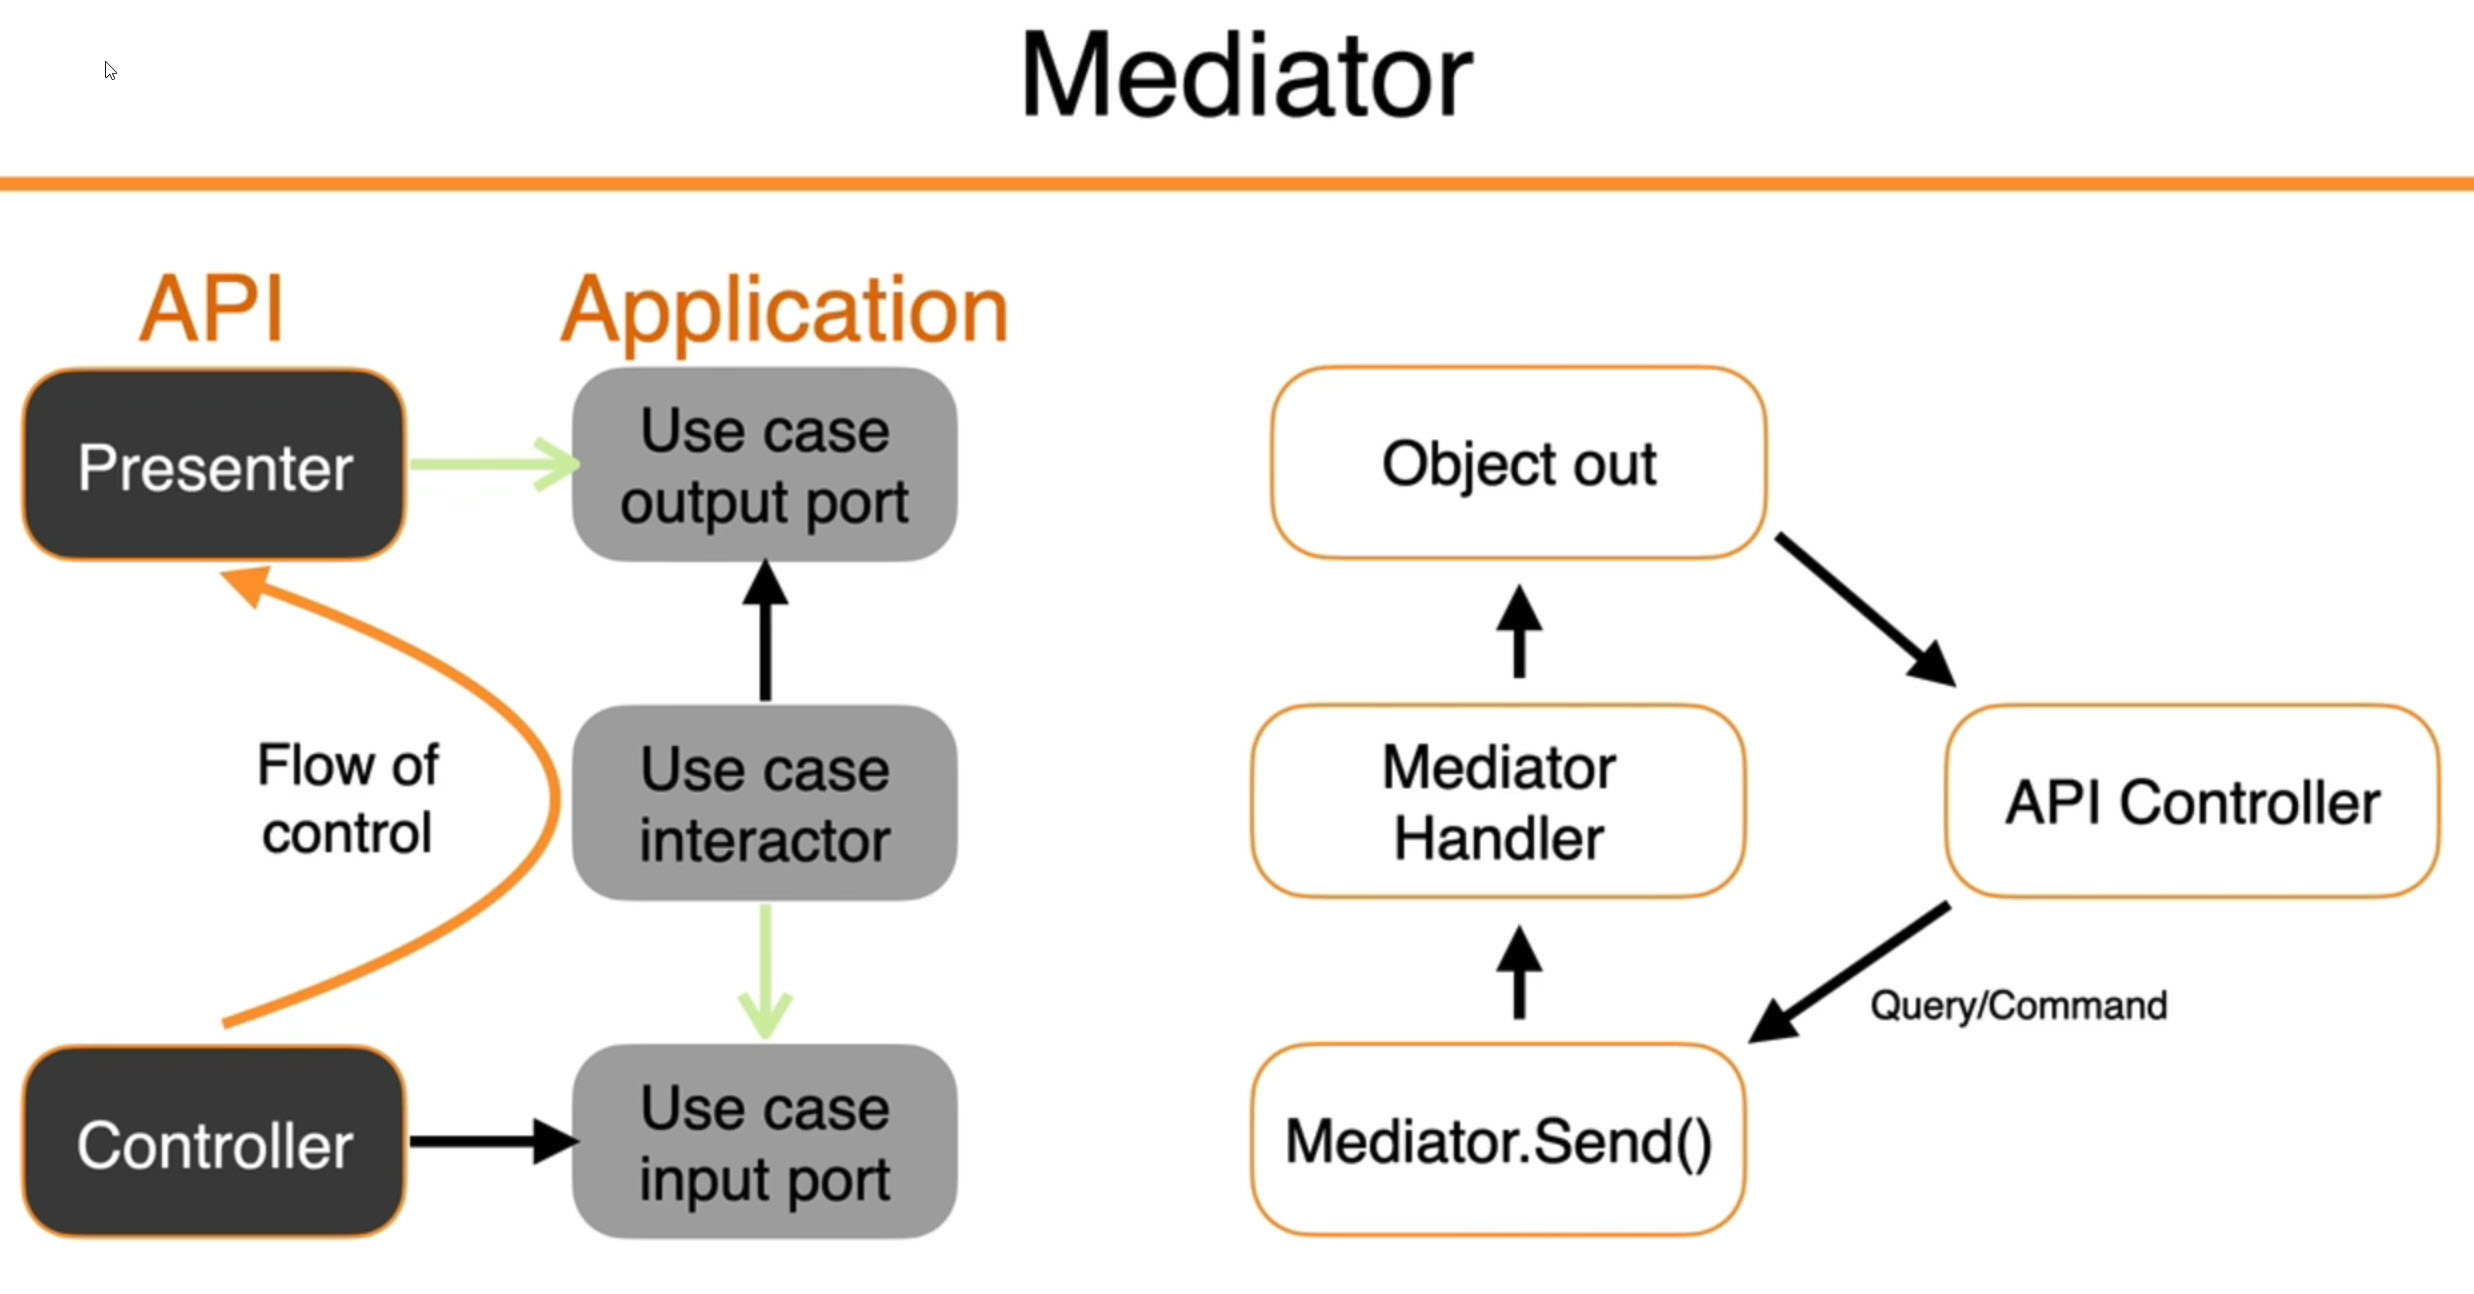 Mediator
API
Application
Presenter
Use case
output port
Flow of
control
Use case
interactor
Controller
Use case
input port
Object out
Mediator
Handler
API Controller
Query/Command
Mediator.Send()